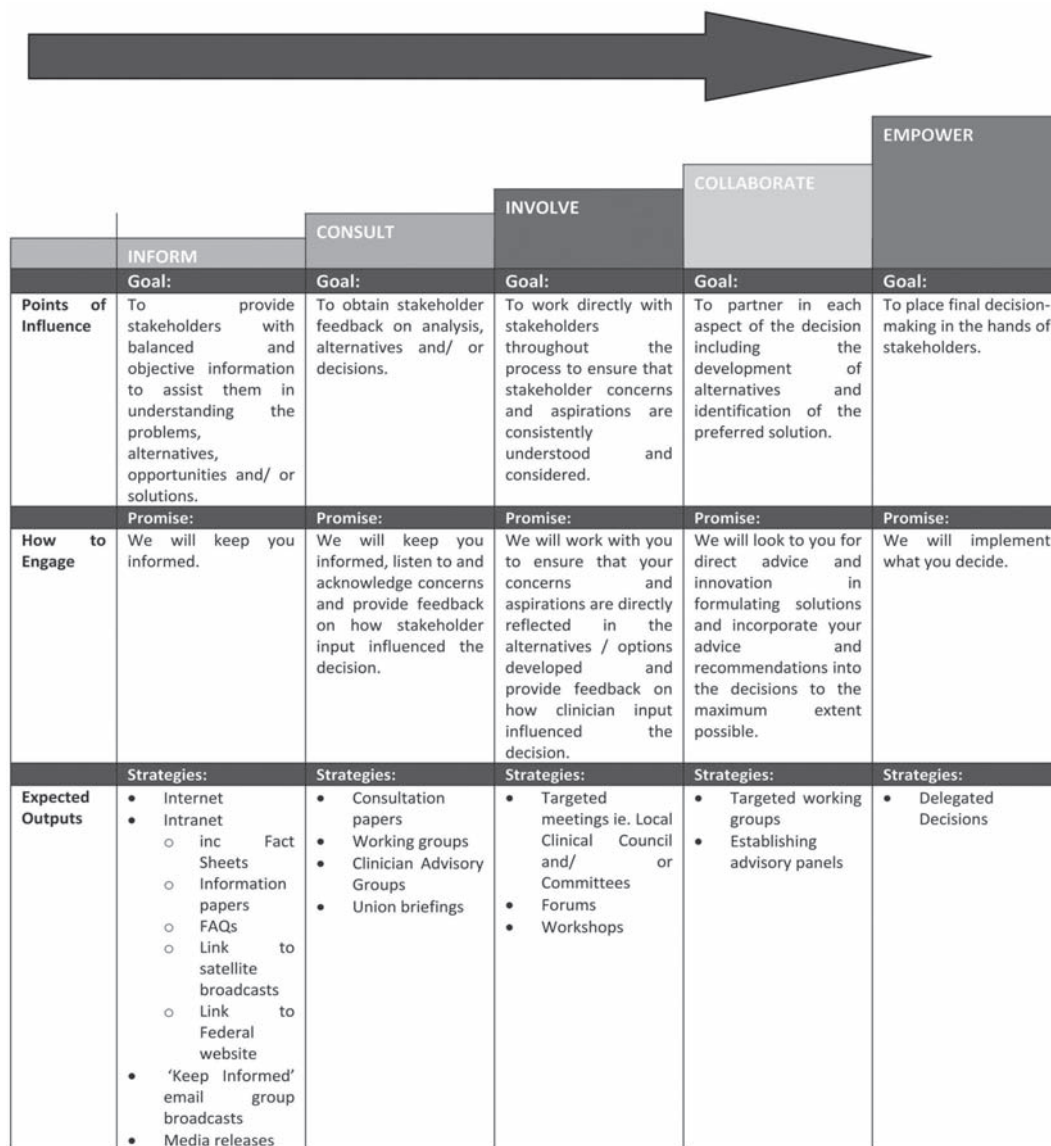 EMPOWER
COLLABORATE
INVOLVE
CONSULT
INFORM
Goal:
Goal:
Goal:
Goal:
Goal:
Points of
Influence
To provide
stakeholders with
balanced and
objective information
to assist them in
understanding the
problems,
alternatives,
opportunities and/ or
solutions.
To obtain stakeholder
feedback on analysis,
alternatives and/ or
decisions.
To work directly with
stakeholders
throughout the
process to ensure that
stakeholder concerns
and aspirations are
consistently
understood and
considered.
To partner in each
aspect of the decision
including the
development of
alternatives and
identification of the
preferred solution.
To place final decision-
making in the hands of
stakeholders.
Promise:
Promise:
Promise:
Promise:
Promise:
How to
Engage
We will keep you
informed.
We will keep you
informed, listen to and
acknowledge concerns
and provide feedback
on how stakeholder
input influenced the
decision.
We will work with you
to ensure that your
concerns and
aspirations are directly
reflected in the
alternatives / options
developed and
provide feedback on
how clinician input
influenced the
decision.
We will look to you for
direct advice and
innovation in
formulating solutions
and incorporate your
advice and
recommendations into
the decisions to the
maximum extent
possible.
We will implement
what you decide.
Strategies:
Strategies:
Strategies:
Strategies:
Strategies:
Expected
Outputs
• Internet
• Intranet
o inc Fact
Sheets
o Information
papers
o FAQs
o Link to
satellite
broadcasts
o Link to
Federal
website
• 'Keep Informed'
email group
broadcasts
• Media releases
• Consultation
papers
• Working groups
• Clinician Advisory
Groups
• Union briefings
• Targeted
meetings ie. Local
Clinical Council
and/ or
Committees
• Forums
• Workshops
• Targeted working
groups
• Establishing
advisory panels
• Delegated
Decisions